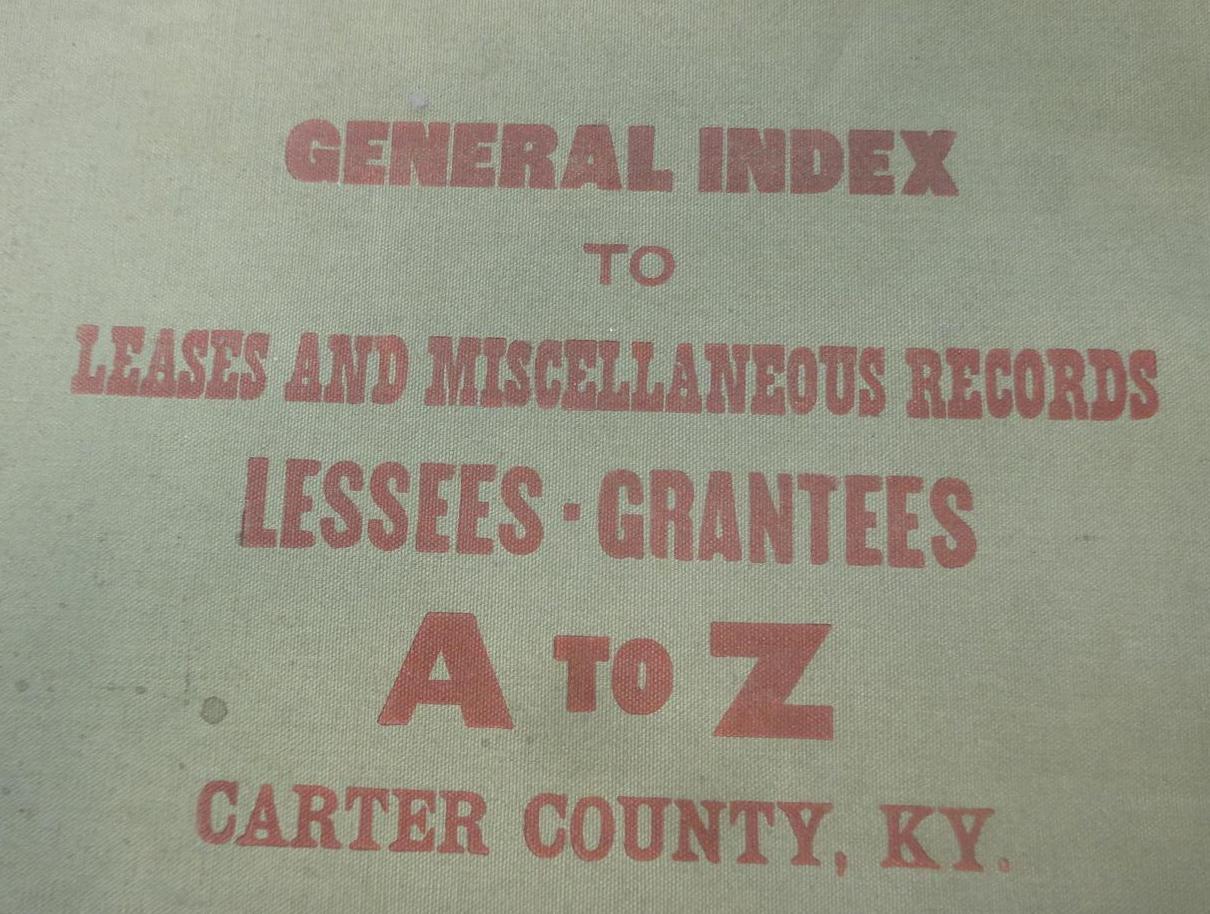 GENERAL INDEX
TO
LEASES AND MISCELLANEOUS RECORDS
LESSEES · GRANTEES
A TO Z
CARTER COUNTY, KY.